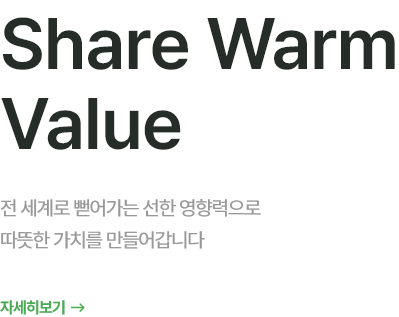 Share Warm
Value
전 세계로 뻗어가는 선한 영향력으로
따뜻한 가치를 만들어갑니다
자세히보기 →